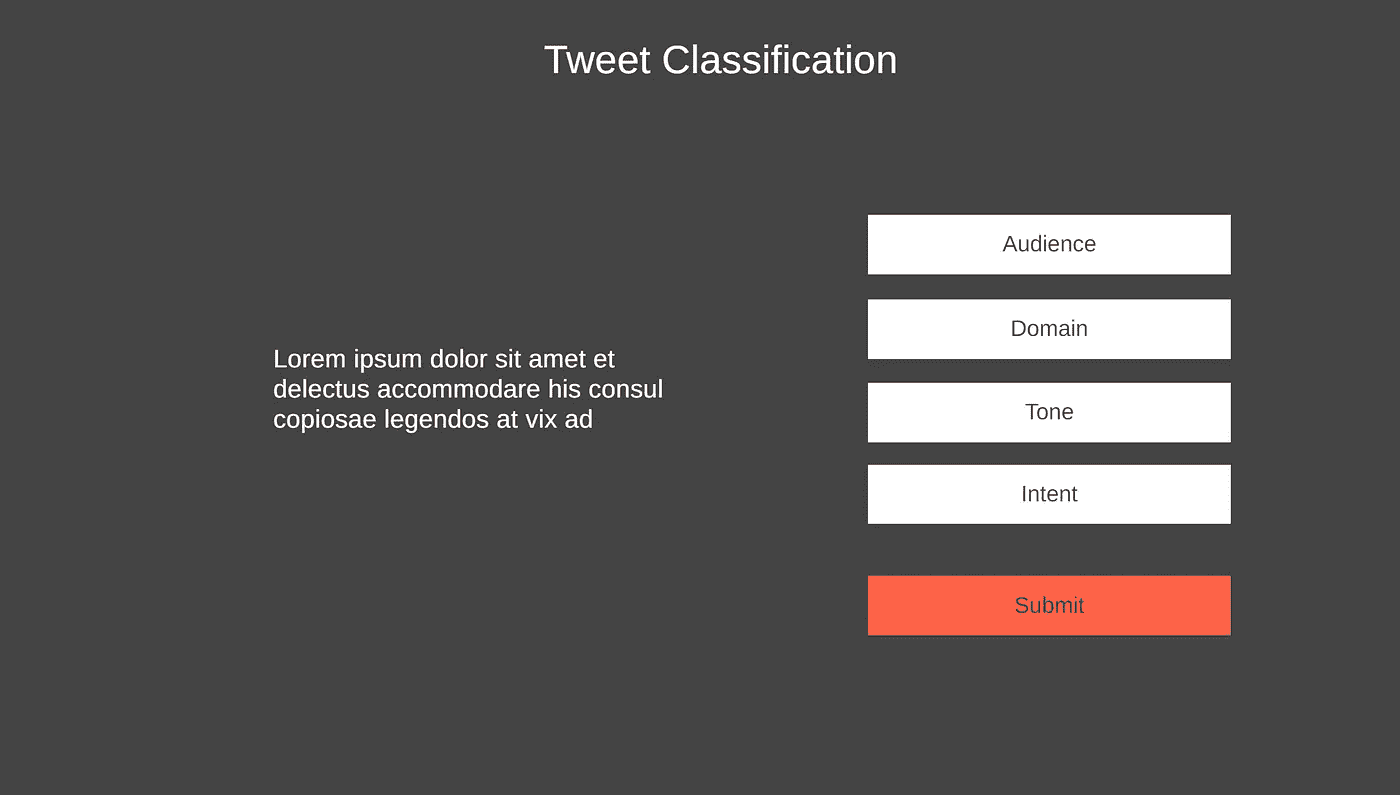 Tweet Classification
Lorem ipsum dolor sit amet et
delectus accommodare his consul
copiosae legendos at vix ad
Audience
Domain
Tone
Intent
Submit